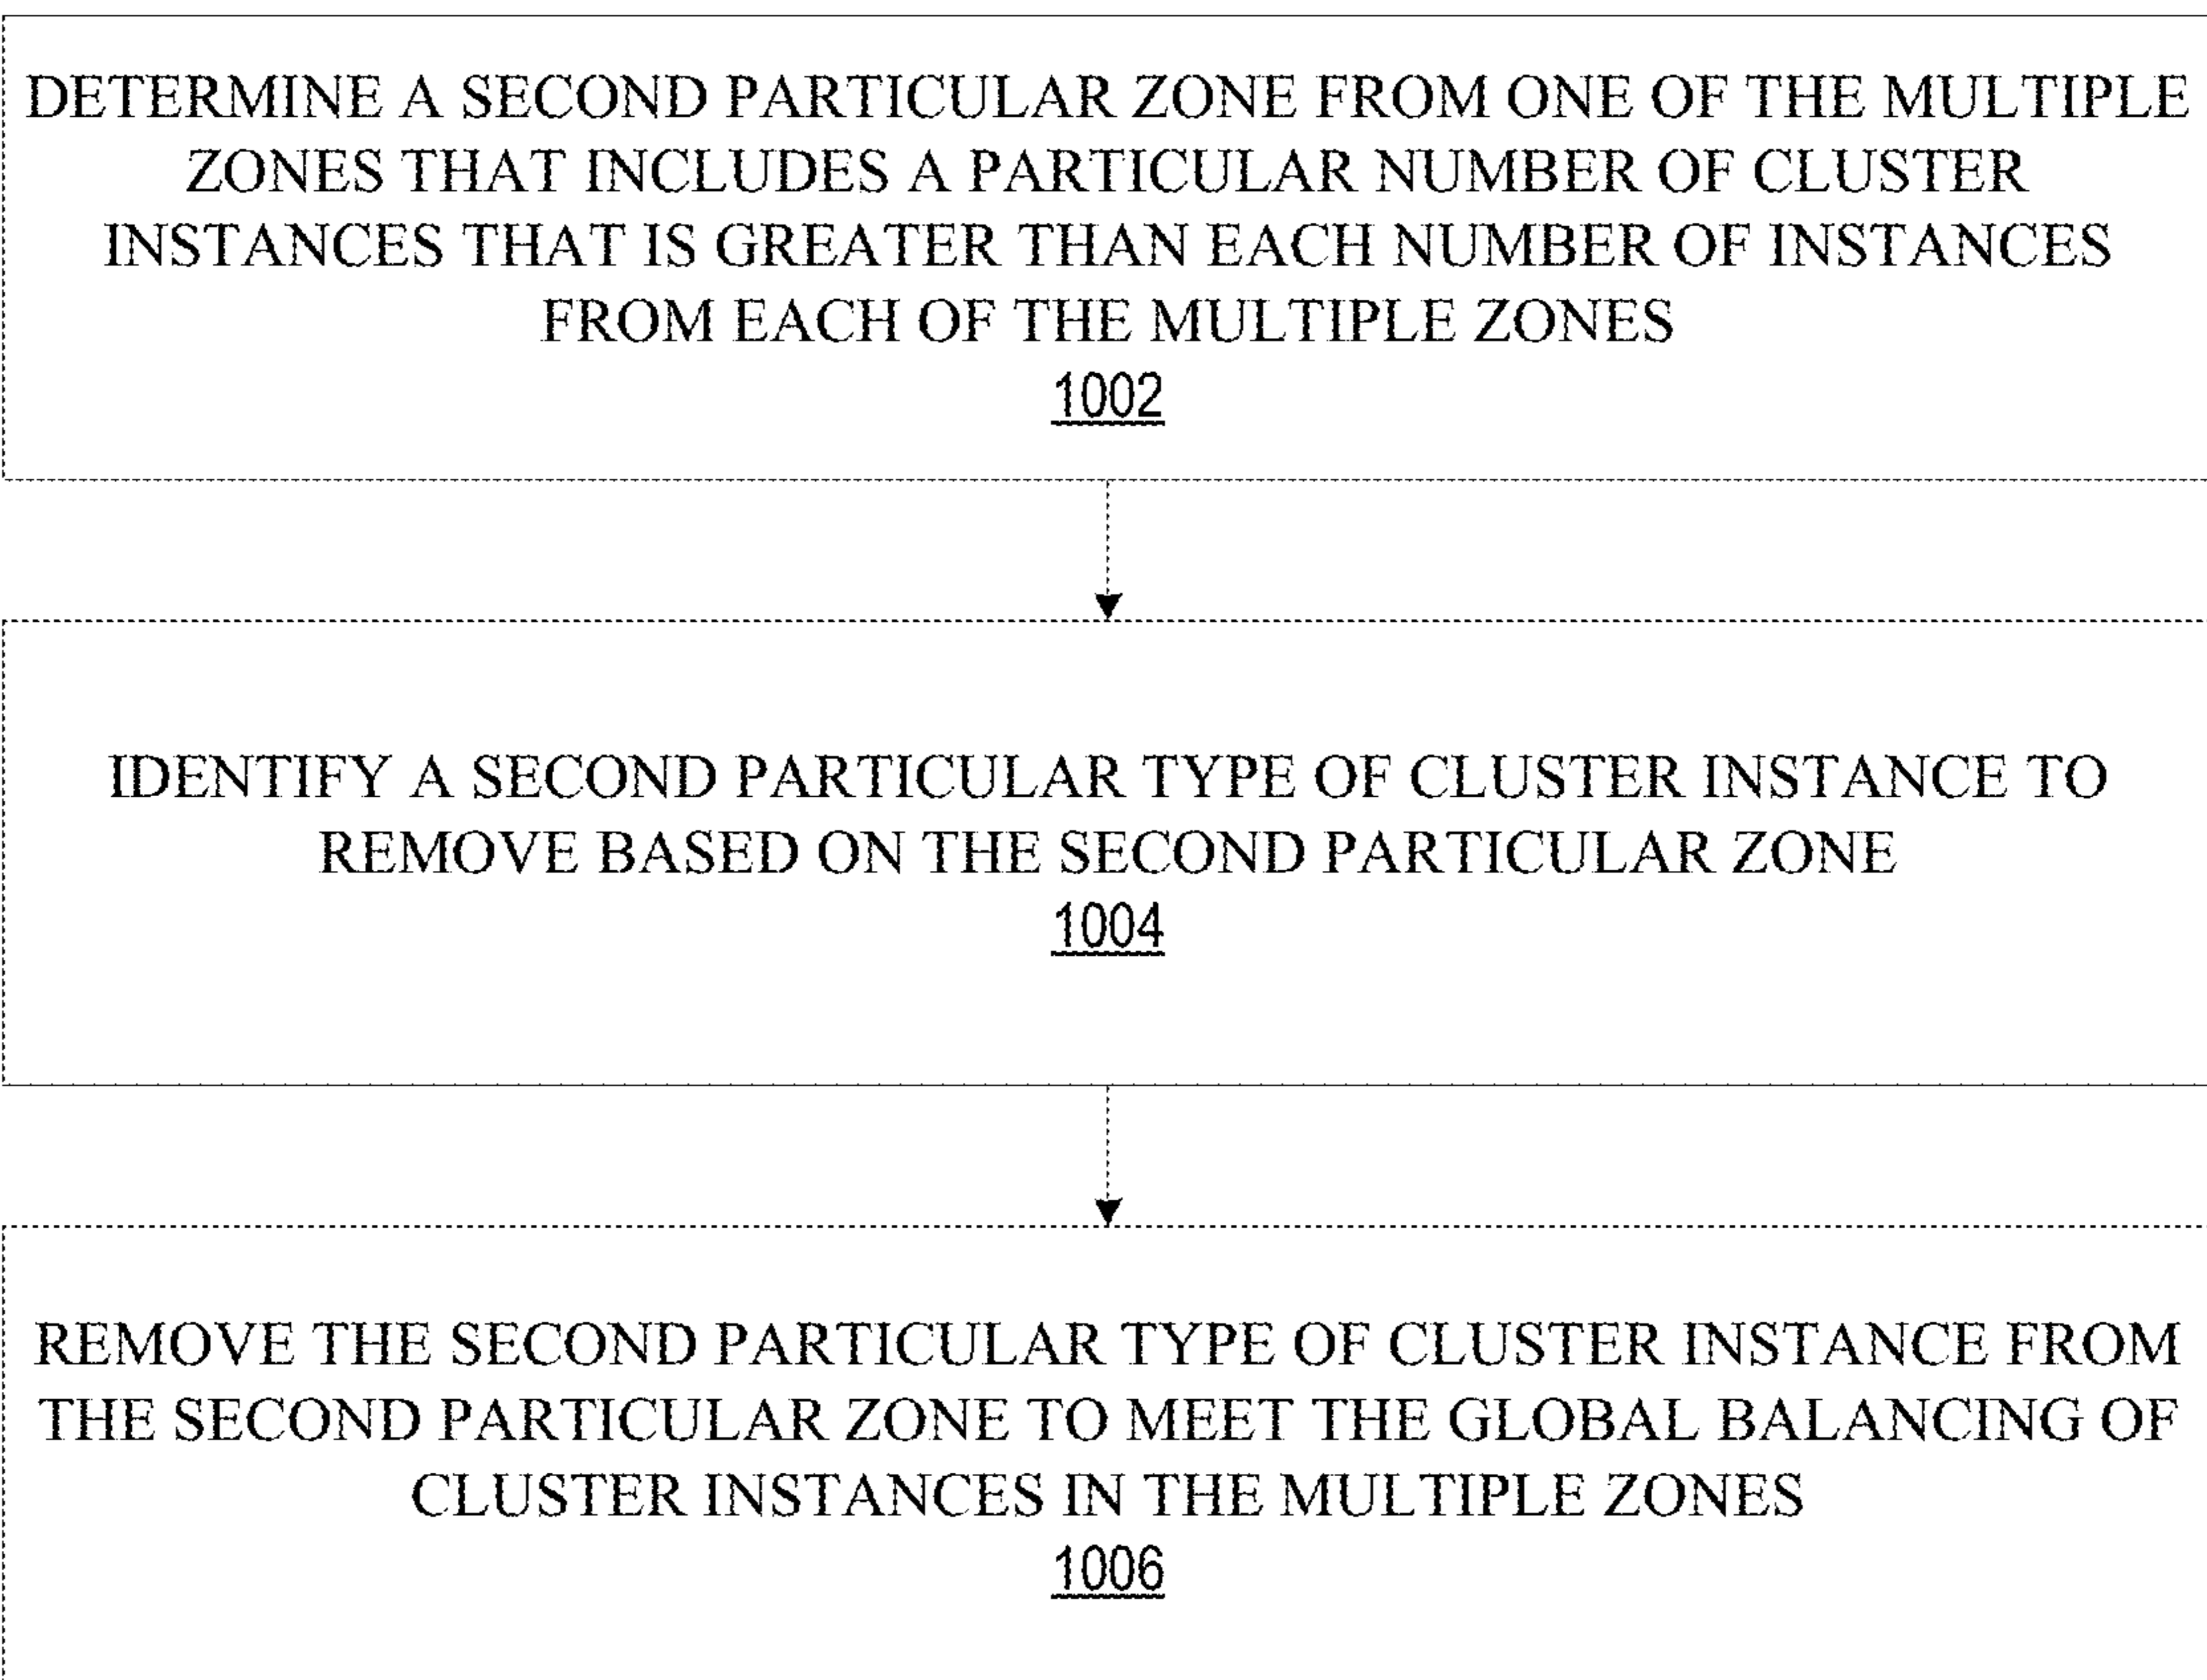 DETERMINE A SECOND PARTICULAR ZONE FROM ONE OF THE MULTIPLE
ZONES THAT INCLUDES A PARTICULAR NUMBER OF CLUSTER
INSTANCES THAT IS GREATER THAN EACH NUMBER OF INSTANCES
FROM EACH OF THE MULTIPLE ZONES
1002
IDENTIFY A SECOND PARTICULAR TYPE OF CLUSTER INSTANCE TO
REMOVE BASED ON THE SECOND PARTICULAR ZONE
1004
REMOVE THE SECOND PARTICULAR TYPE OF CLUSTER INSTANCE FROM
THE SECOND PARTICULAR ZONE TO MEET THE GLOBAL BALANCING OF
CLUSTER INSTANCES IN THE MULTIPLE ZONES
1006